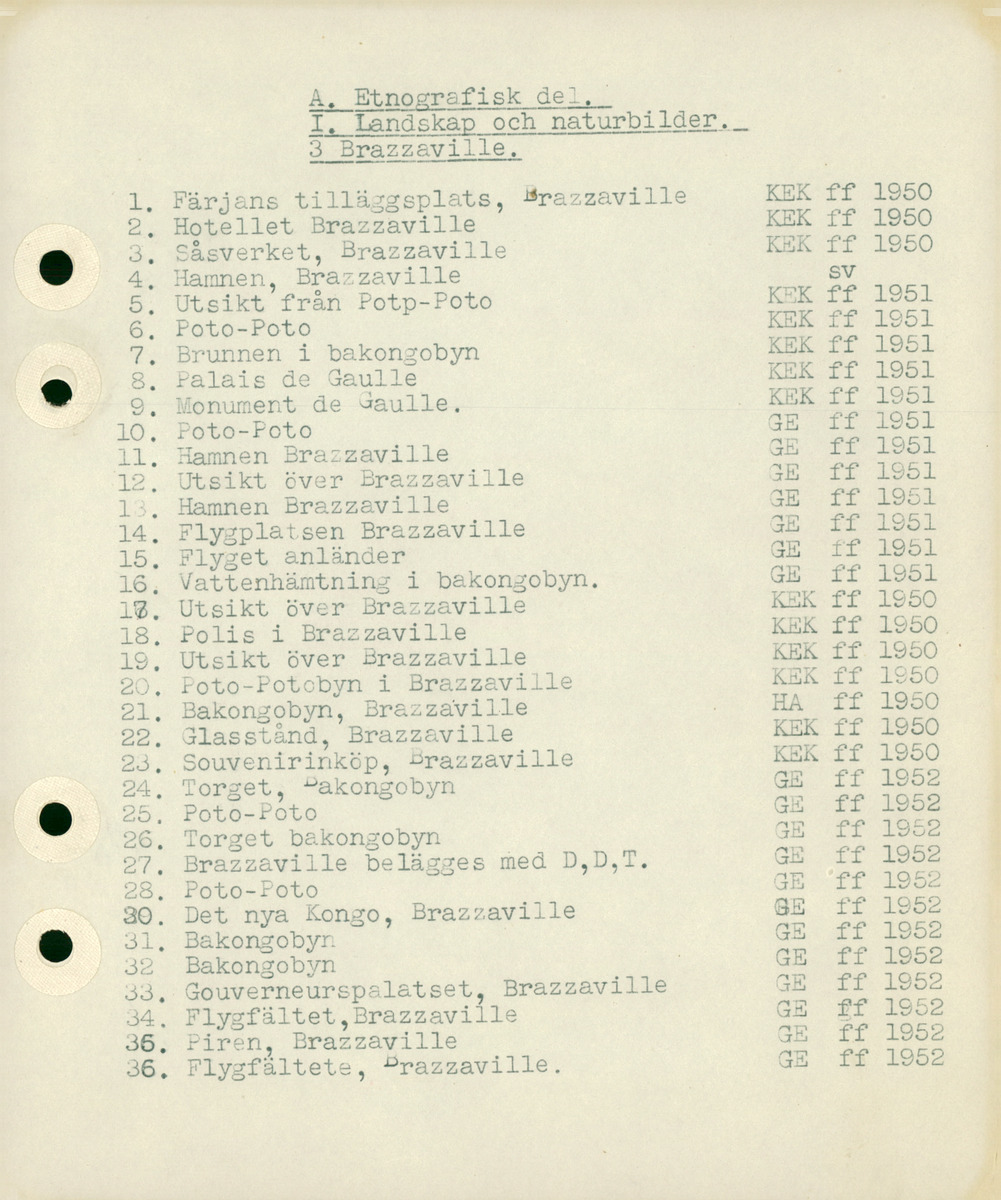 A. Etnografisk del.
I. Landskap och naturbilder.
3 Brazzaville.
1. Färjans tilläggsplats, Brazzaville KEK ff 1950
2. Hotellet Brazzaville KEK ff 1950
3. Såsverket, Brazzaville KEK ff 1950
4. Hamnen, Brazzaville sv
5. Utsikt från Potp-Poto KEK ff 1951
6. Poto-Poto KEK ff 1951
7. Brunnen i bakongobyn KEK ff 1951
8. Palais de Gaulle KEK ff 1951
9. Monument de Gaulle. KEK ff 1951
10. Poto-Poto GE ff 1951
11. Hamnen Brazzaville GE ff 1951
12. Utsikt över Brazzaville GE ff 1951
13. Hamnen Brazzaville GE ff 1951
14. Flygplatsen Brazzaville GE ff 1951
15. Flyget anländer GE ff 1951
16. Vattenhämtning i bakongobyn. GE ff 1951
17. Utsikt över Brazzaville KEK ff 1950
18. Polis i Brazzaville KEK ff 1950
19. Utsikt över Brazzaville KEK ff 1950
20. Poto-Potobyn i Brazzaville KEK ff 1950
21. Bakongobyn, Brazzaville HA ff 1950
22. Glasstånd, Brazzaville KEK ff 1950
23. Souvenirinköp, Brazzaville KEK ff 1950
24. Torget, Bakongobyn GE ff 1952
25. Poto-Poto GE ff 1952
26. Torget bakongobyn GE ff 1952
27. Brazzaville belägges med D,D,T. GE ff 1952
28. Poto-Poto GE ff 1952
30. Det nya Kongo, Brazzaville GE ff 1952
31. Bakongobyn GE ff 1952
32 Bakongobyn GE ff 1952
33. Gouverneurspalatset, Brazzaville GE ff 1952
34. Flygfältet,Brazzaville GE ff 1952
36. Piren, Brazzaville GE ff 1952
36. Flygfältete, Brazzaville. GE ff 1952